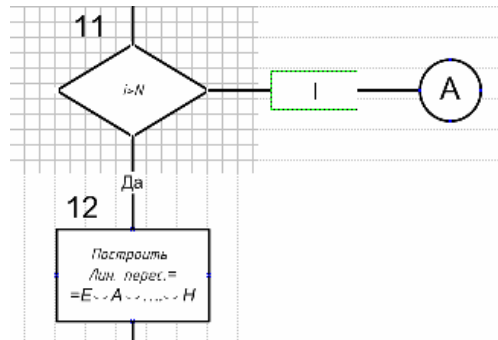 11
i>N
I
A
Да
12
Построить
Лин. перес.=
=E◡A◡....◡H